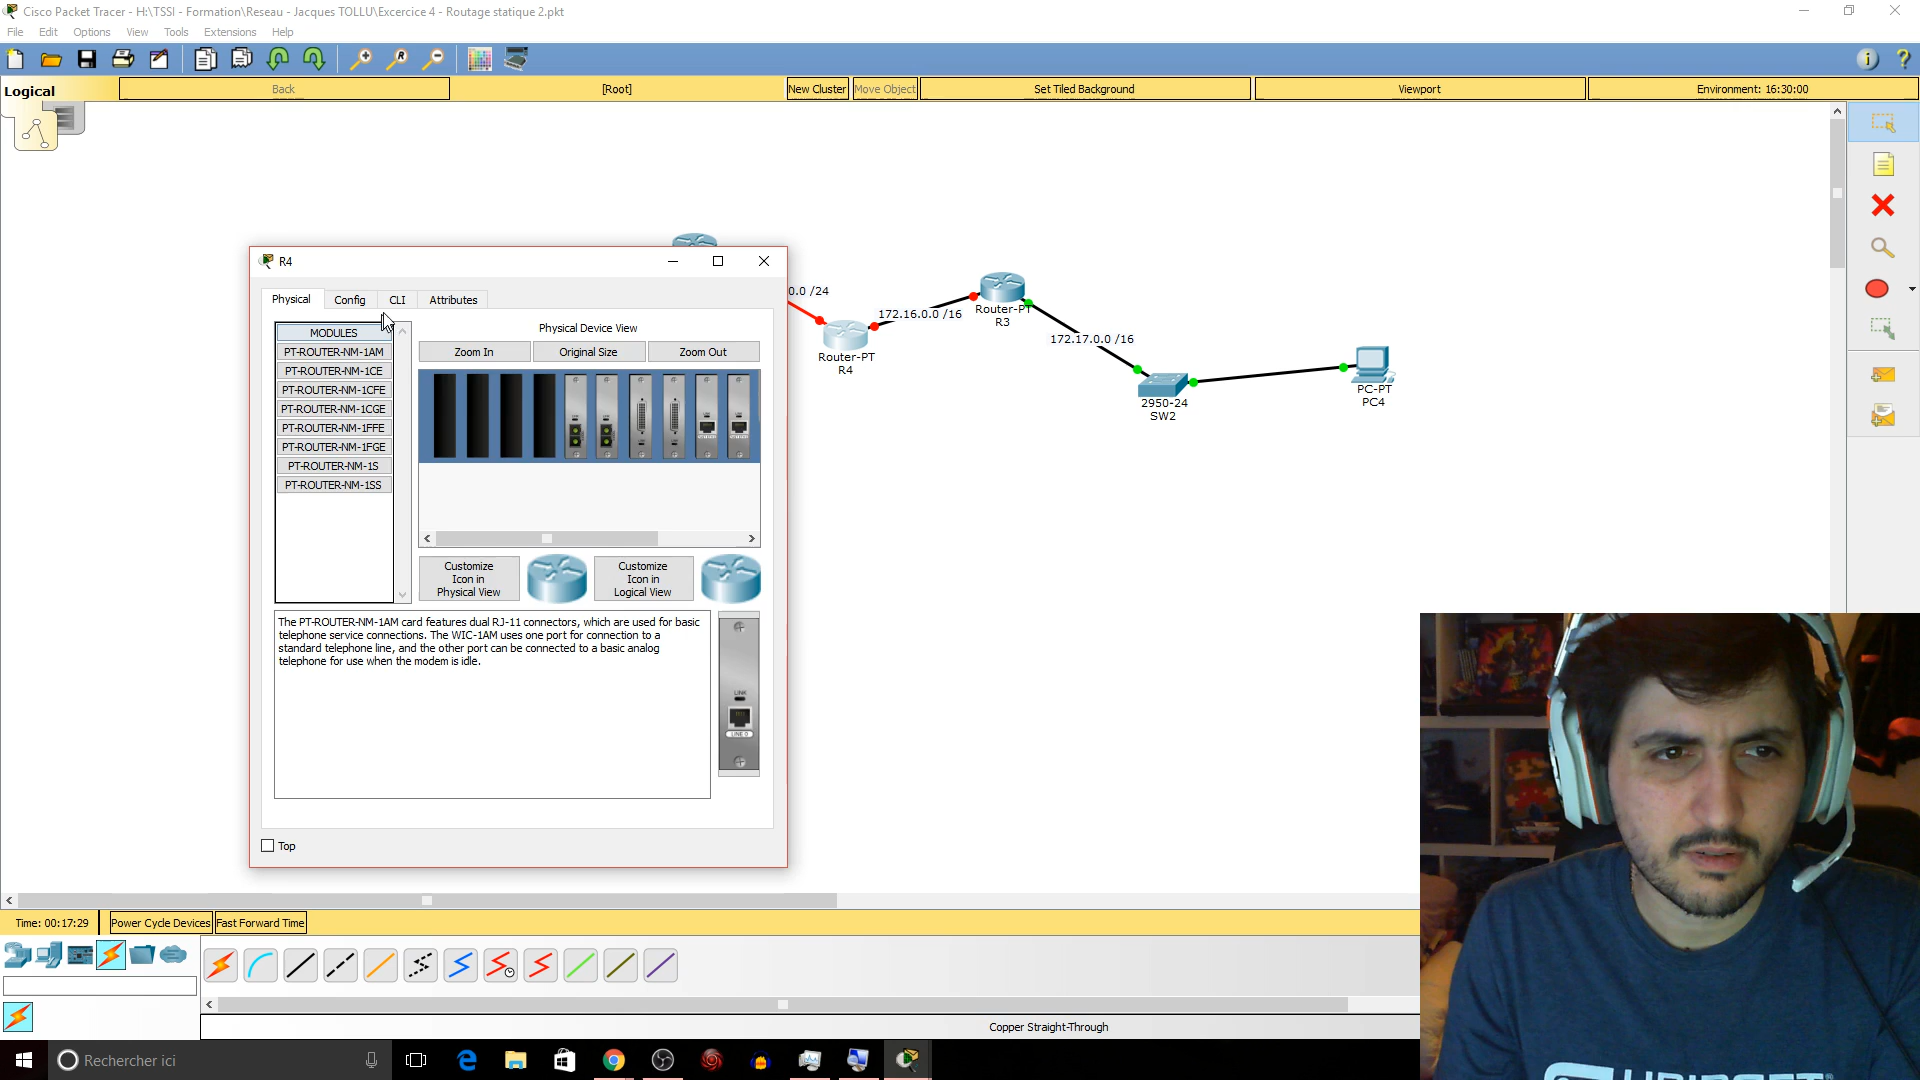 Cisco Packet Tracer - H:\TSSI - Formation\Reseau - Jacques TOLLU\Excercice 4 - Routage statique 2.pkt
File Edit Options View Tools Extensions Help
Logical
Back
[Root]
New Cluster
Move Object
Set Tiled Background
Viewport
Environment: 16:30:00
R4
Physical
Config
CLI
Attributes
MODULES
PT-ROUTER-NM-1AM
PT-ROUTER-NM-1CE
PT-ROUTER-NM-1CFE
PT-ROUTER-NM-1CGE
PT-ROUTER-NM-1FFE
PT-ROUTER-NM-1FGE
PT-ROUTER-NM-1S
PT-ROUTER-NM-1SS
Physical Device View
Zoom In
Original Size
Zoom Out
Customize
Icon in
Physical View
Customize
Icon in
Logical View
The PT-ROUTER-NM-1AM card features dual RJ-11 connectors, which are used for basic
telephone service connections. The WIC-1AM uses one port for connection to a
standard telephone line, and the other port can be connected to a basic analog
telephone for use when the modem is idle.
LINK
LINE 0
Top
0.0 /24
Router-PT
R4
172.16.0.0 /16
Router-PT
R3
172.17.0.0 /16
2950-24
SW2
PC-PT
PC4
Time: 00:17:29
Power Cycle Devices
Fast Forward Time
Copper Straight-Through
Rechercher ici